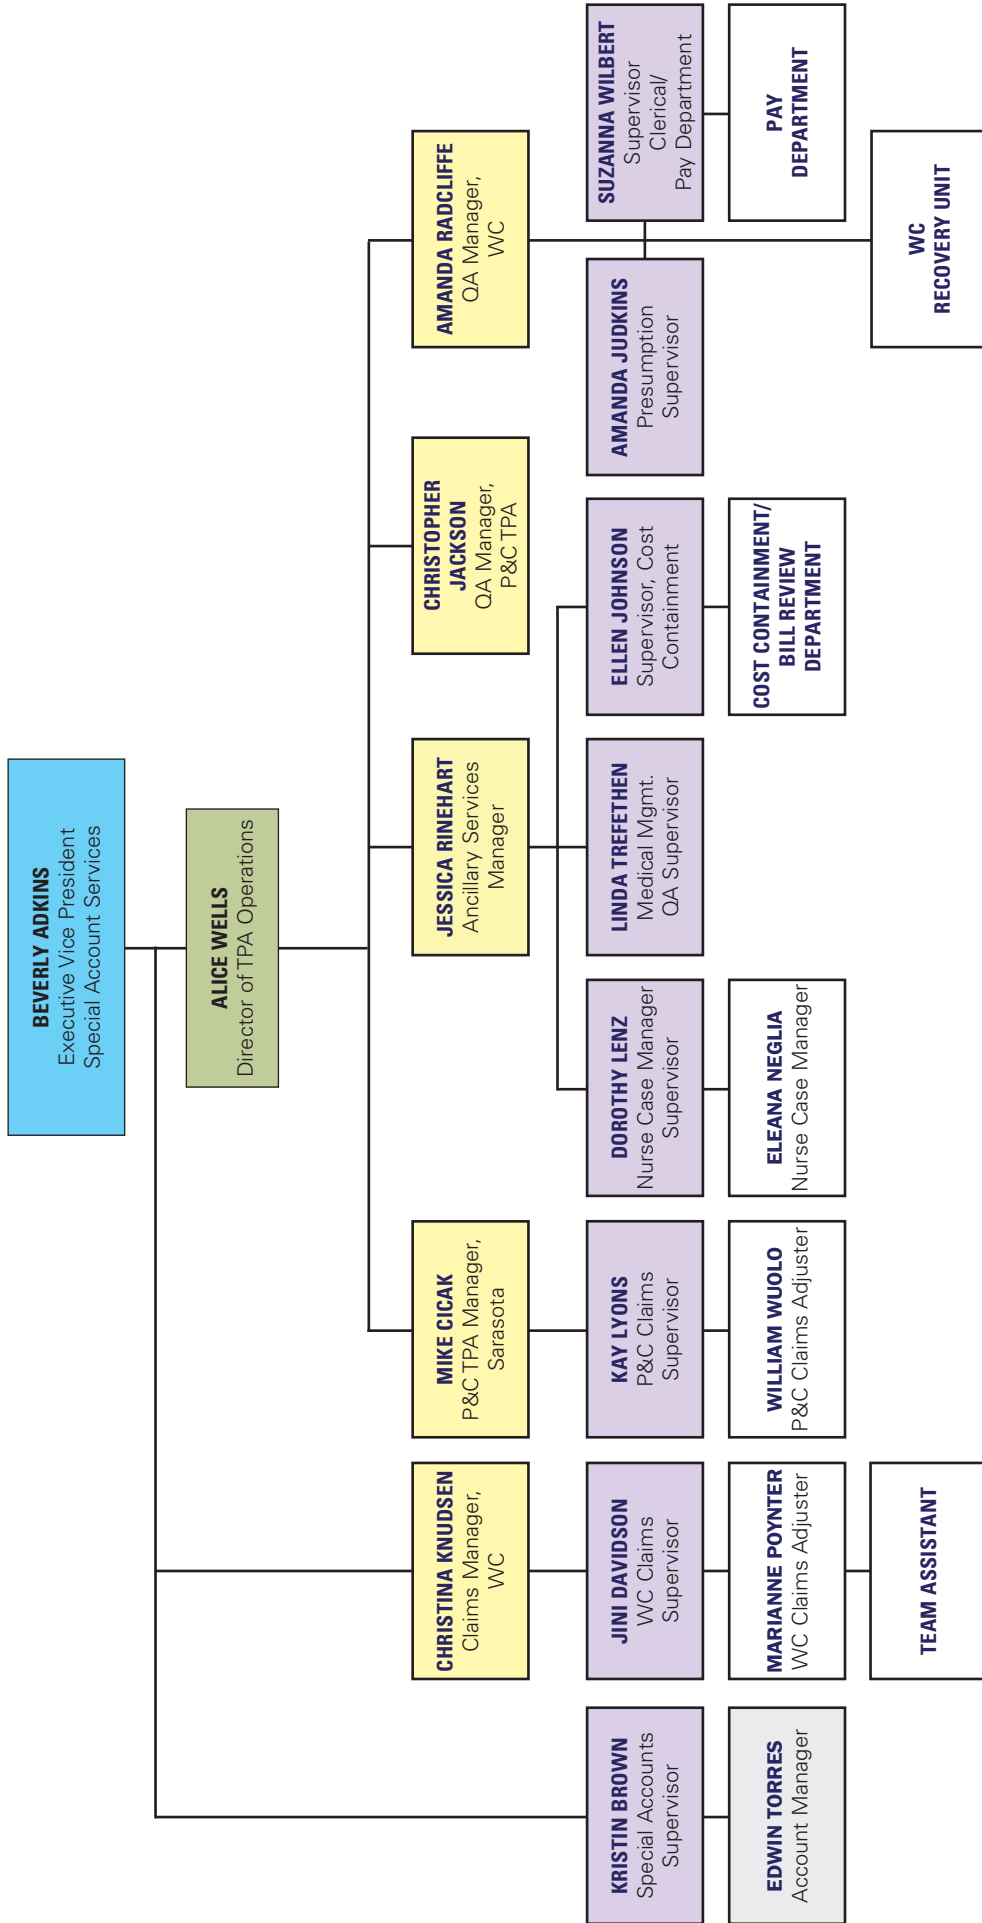 BEVERLY ADKINS
Executive Vice President
Special Account Services
ALICE WELLS
Director of TPA Operations
CHRISTINA KNUDSEN
Claims Manager,
WC
MIKE CICAK
P&C TPA Manager,
Sarasota
JESSICA RINEHART
Ancillary Services
Manager
CHRISTOPHER
JACKSON
QA Manager,
P&C TPA
AMANDA RADCLIFFE
QA Manager,
WC
KRISTIN BROWN
Special Accounts
Supervisor
JINI DAVIDSON
WC Claims
Supervisor
KAY LYONS
P&C Claims
Supervisor
DOROTHY LENZ
Nurse Case Manager
Supervisor
LINDA TREFETHEN
Medical Mgmt.
QA Supervisor
ELLEN JOHNSON
Supervisor, Cost
Containment
AMANDA JUDKINS
Presumption
Supervisor
SUZANNA WILBERT
Supervisor
Clerical/
Pay Department
EDWIN TORRES
Account Manager
MARIANNE POYNTER
WC Claims Adjuster
WILLIAM WUOLO
P&C Claims Adjuster
ELEANA NEGLIA
Nurse Case Manager
COST CONTAINMENT/
BILL REVIEW
DEPARTMENT
PAY
DEPARTMENT
TEAM ASSISTANT
WC
RECOVERY UNIT